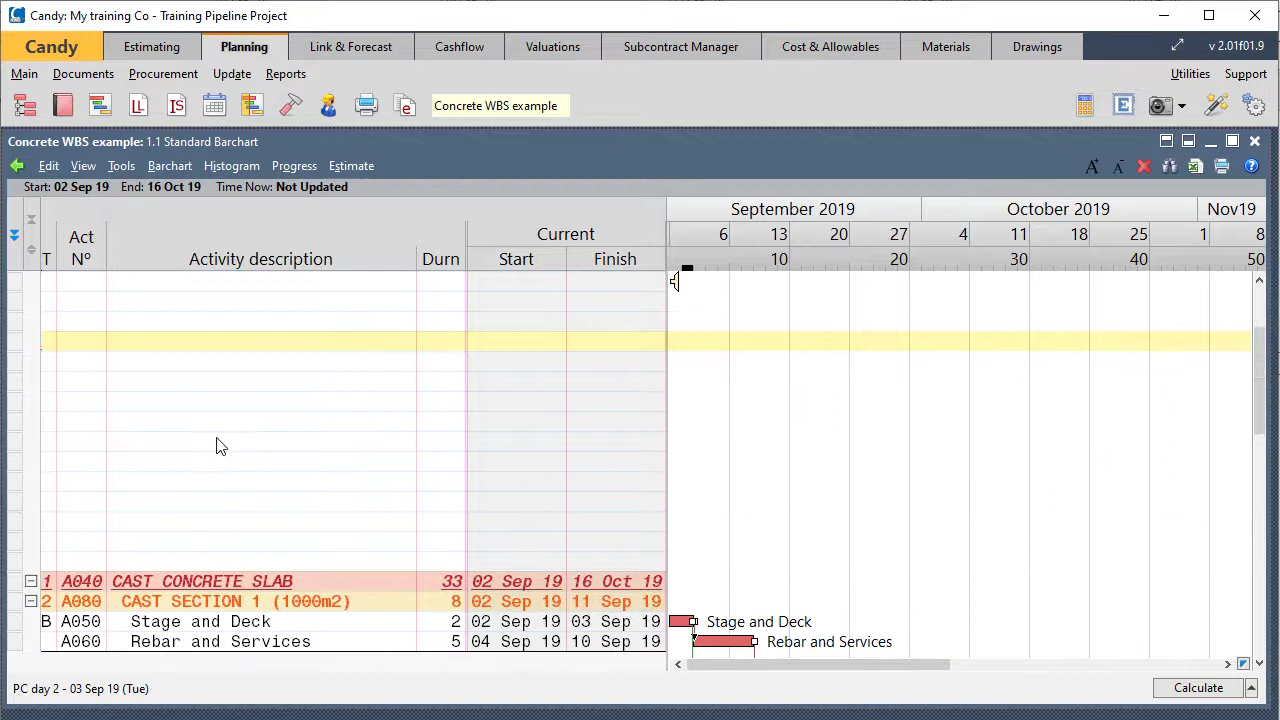 Candy: My training Co - Training Pipeline Project
Candy Estimating Planning Link & Forecast Cashflow Valuations Subcontract Manager Cost & Allowables Materials Drawings v 2.01f01.9
Main Documents Procurement Update Reports Utilities Support
Concrete WBS example
Concrete WBS example: 1.1 Standard Barchart
Edit View Tools Barchart Histogram Progress Estimate
Start: 02 Sep 19 End: 16 Oct 19 Time Now: Not Updated
September 2019 October 2019 Nov19
Act Current 6 13 20 27 4 11 18 25 1 8
T Nº Activity description Durn Start Finish 10 20 30 40 50
1 A040 CAST CONCRETE SLAB 33 02 Sep 19 16 Oct 19
2 A080 CAST SECTION 1 (1000m2) 8 02 Sep 19 11 Sep 19
B A050 Stage and Deck 2 02 Sep 19 03 Sep 19 Stage and Deck
A060 Rebar and Services 5 04 Sep 19 10 Sep 19 Rebar and Services
PC day 2 - 03 Sep 19 (Tue) Calculate